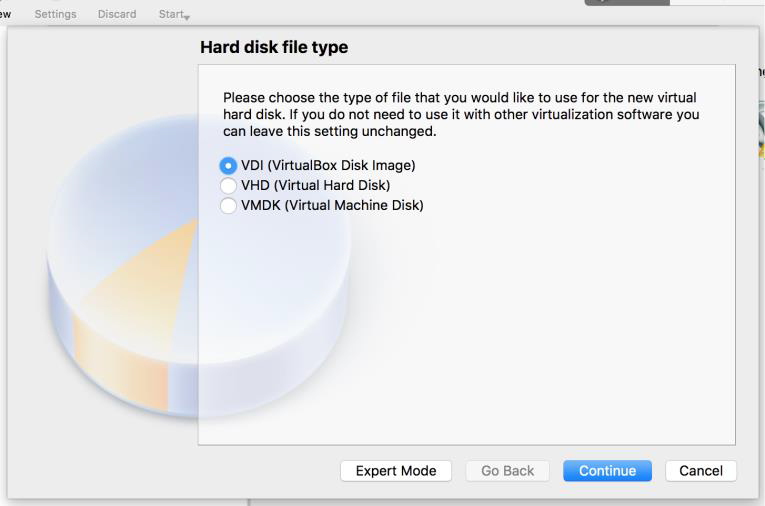 Settings Discard Start
Hard disk file type
Please choose the type of file that you would like to use for the new virtual
hard disk. If you do not need to use it with other virtualization software you
can leave this setting unchanged.
VDI (VirtualBox Disk Image)
VHD (Virtual Hard Disk)
VMDK (Virtual Machine Disk)
Expert Mode Go Back Continue Cancel